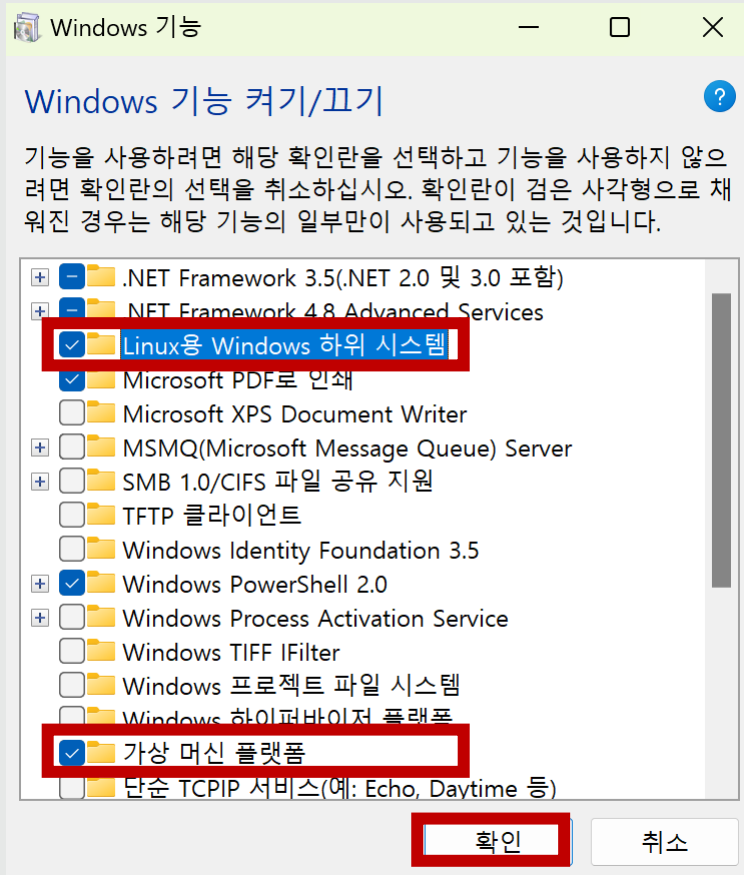 Windows 기능
Windows 기능 켜기/끄기
기능을 사용하려면 해당 확인란을 선택하고 기능을 사용하지 않으
려면 확인란의 선택을 취소하십시오. 확인란이 검은 사각형으로 채
워진 경우는 해당 기능의 일부만이 사용되고 있는 것입니다.
.NET Framework 3.5(.NET 2.0 및 3.0 포함)
.NET Framework 4.8 Advanced Services
Linux용 Windows 하위 시스템
Microsoft PDF로 인쇄
Microsoft XPS Document Writer
MSMQ(Microsoft Message Queue) Server
SMB 1.0/CIFS 파일 공유 지원
TFTP 클라이언트
Windows Identity Foundation 3.5
Windows PowerShell 2.0
Windows Process Activation Service
Windows TIFF IFilter
Windows 프로젝트 파일 시스템
Windows 하이퍼바이저 플랫폼
가상 머신 플랫폼
단순 TCPIP 서비스(예: Echo, Daytime 등)
확인
취소